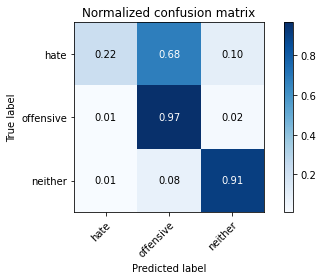 Normalized confusion matrix
True label
hate 0.22 0.68 0.10
offensive 0.01 0.97 0.02
neither 0.01 0.08 0.91
hate offensive neither
Predicted label
0.8
0.6
0.4
0.2